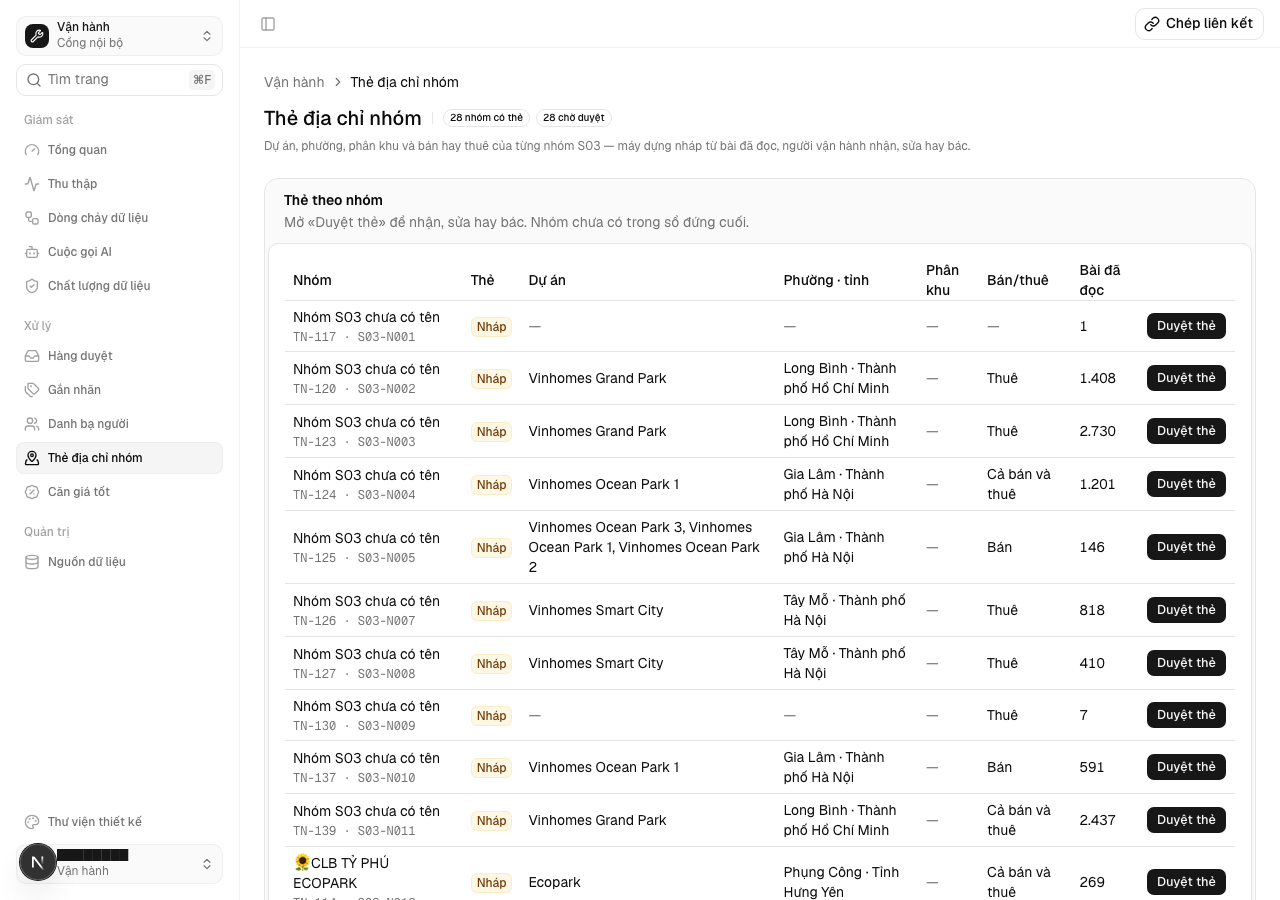 Vận hành
Cổng nội bộ
Tìm trang
⌘F
Giám sát
Tổng quan
Thu thập
Dòng chảy dữ liệu
Cuộc gọi AI
Chất lượng dữ liệu
Xử lý
Hàng duyệt
Gắn nhãn
Danh bạ người
Thẻ địa chỉ nhóm
Căn giá tốt
Quản trị
Nguồn dữ liệu
Thư viện thiết kế
N
Vận hành
Chép liên kết
Vận hành > Thẻ địa chỉ nhóm
Thẻ địa chỉ nhóm
28 nhóm có thẻ
28 chờ duyệt
Dự án, phường, phân khu và bán hay thuê của từng nhóm S03 — máy dựng nháp từ bài đã đọc, người vận hành nhận, sửa hay bác.
Thẻ theo nhóm
Mở «Duyệt thẻ» để nhận, sửa hay bác. Nhóm chưa có trong sổ đứng cuối.
Nhóm Thẻ Dự án Phường · tỉnh Phân khu Bán/thuê Bài đã đọc
Nhóm S03 chưa có tên
TN-117 · S03-N001
Nháp — — — — 1 Duyệt thẻ
Nhóm S03 chưa có tên
TN-120 · S03-N002
Nháp Vinhomes Grand Park
Long Bình · Thành
phố Hồ Chí Minh
— Thuê 1.408 Duyệt thẻ
Nhóm S03 chưa có tên
TN-123 · S03-N003
Nháp Vinhomes Grand Park
Long Bình · Thành
phố Hồ Chí Minh
— Thuê 2.730 Duyệt thẻ
Nhóm S03 chưa có tên
TN-124 · S03-N004
Nháp Vinhomes Ocean Park 1
Gia Lâm · Thành
phố Hà Nội
—
Cả bán và
thuê
1.201 Duyệt thẻ
Nhóm S03 chưa có tên
TN-125 · S03-N005
Nháp
Vinhomes Ocean Park 3, Vinhomes
Ocean Park 1, Vinhomes Ocean Park
2
Gia Lâm · Thành
phố Hà Nội
— Bán 146 Duyệt thẻ
Nhóm S03 chưa có tên
TN-126 · S03-N007
Nháp Vinhomes Smart City
Tây Mỗ · Thành phố
Hà Nội
— Thuê 818 Duyệt thẻ
Nhóm S03 chưa có tên
TN-127 · S03-N008
Nháp Vinhomes Smart City
Tây Mỗ · Thành phố
Hà Nội
— Thuê 410 Duyệt thẻ
Nhóm S03 chưa có tên
TN-130 · S03-N009
Nháp — — — Thuê 7 Duyệt thẻ
Nhóm S03 chưa có tên
TN-137 · S03-N010
Nháp Vinhomes Ocean Park 1
Gia Lâm · Thành
phố Hà Nội
— Bán 591 Duyệt thẻ
Nhóm S03 chưa có tên
TN-139 · S03-N011
Nháp Vinhomes Grand Park
Long Bình · Thành
phố Hồ Chí Minh
—
Cả bán và
thuê
2.437 Duyệt thẻ
🌻CLB TỶ PHÚ
ECOPARK
Nháp Ecopark
Phụng Công · Tỉnh
Hưng Yên
—
Cả bán và
thuê
269 Duyệt thẻ